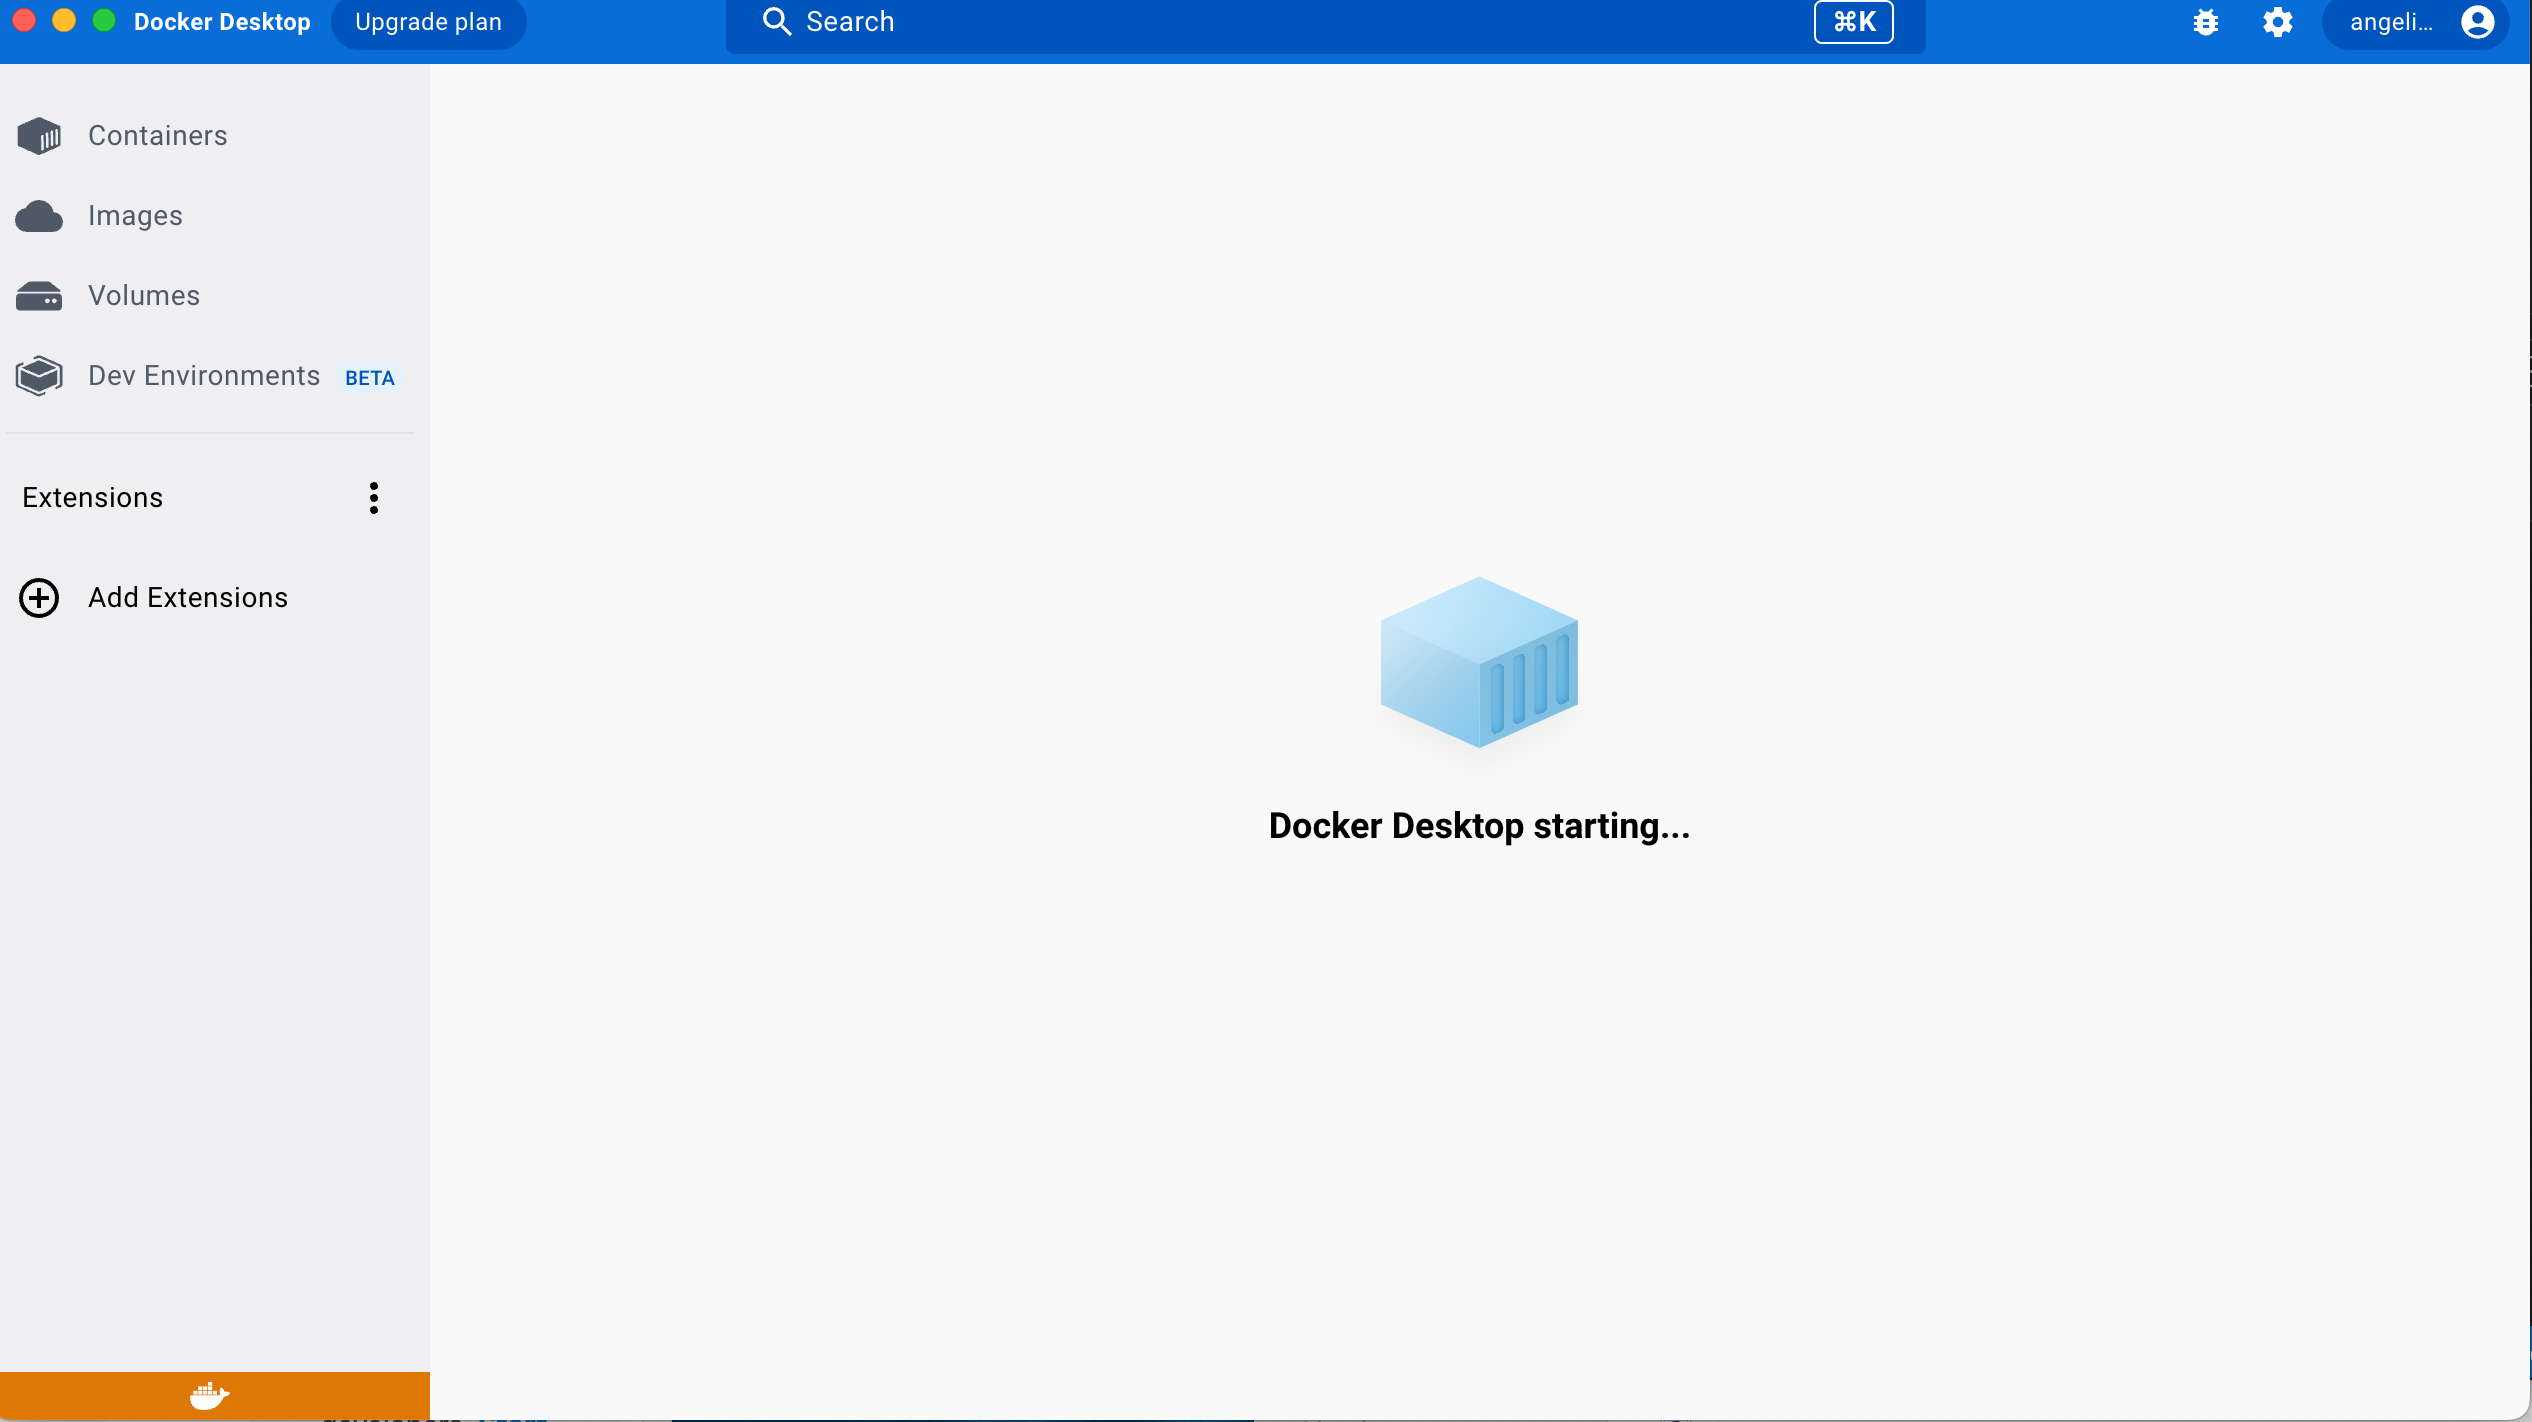 Docker Desktop
Upgrade plan
Search
⌘K
angeli...
Containers
Images
Volumes
Dev Environments BETA
Extensions
Add Extensions
Docker Desktop starting...